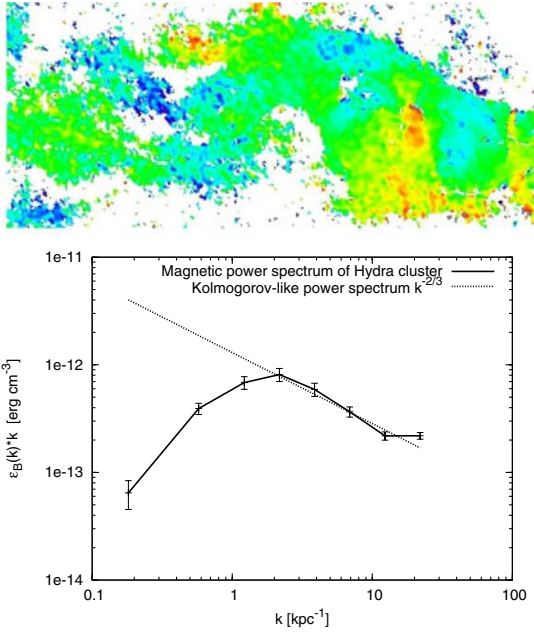 1e-11
Magnetic power spectrum of Hydra cluster
Kolmogorov-like power spectrum k^-2/3
1e-12
ε_B(k)*k [erg cm^-3]
1e-13
1e-14
0.1 1 10 100
k [kpc^-1]